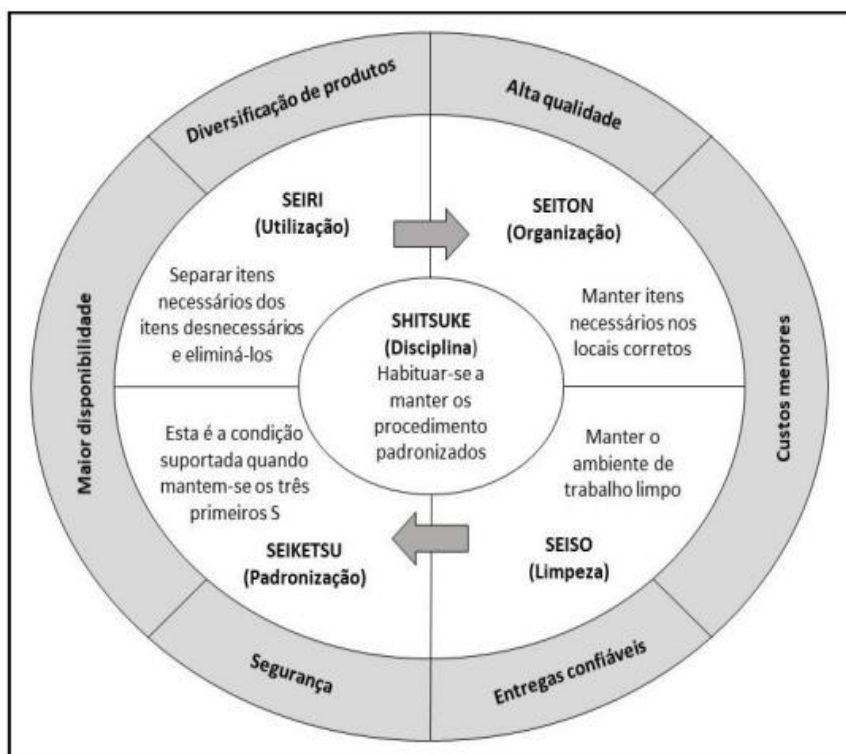 Diversificação de produtos
Alta qualidade
Custos menores
Entregas confiáveis
Segurança
Maior disponibilidade
SEIRI
(Utilização)
Separar itens
necessários dos
itens desnecessários
e eliminá-los
SEITON
(Organização)
Manter itens
necessários nos
locais corretos
SHITSUKE
(Disciplina)
Habituar-se a
manter os
procedimento
padronizados
Manter o
ambiente de
trabalho limpo
SEISO
(Limpeza)
Esta é a condição
suportada quando
mantem-se os três
primeiros S
SEIKETSU
(Padronização)